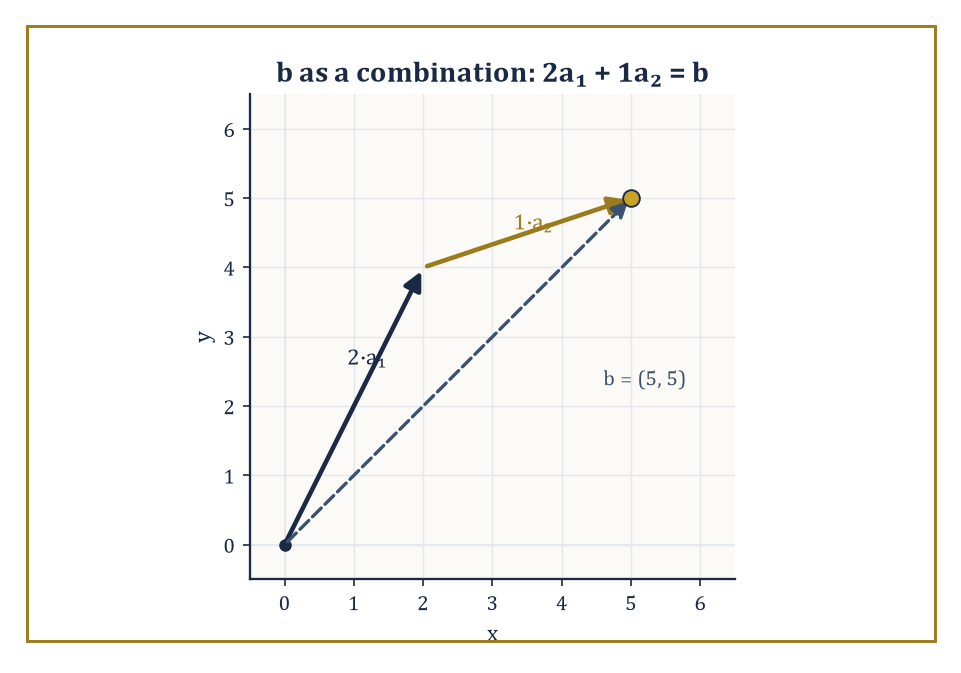 b as a combination: 2a₁ + 1a₂ = b
6
5
4
3
2
1
0
y
1·a₂
2·a₁
b = (5, 5)
0 1 2 3 4 5 6
x